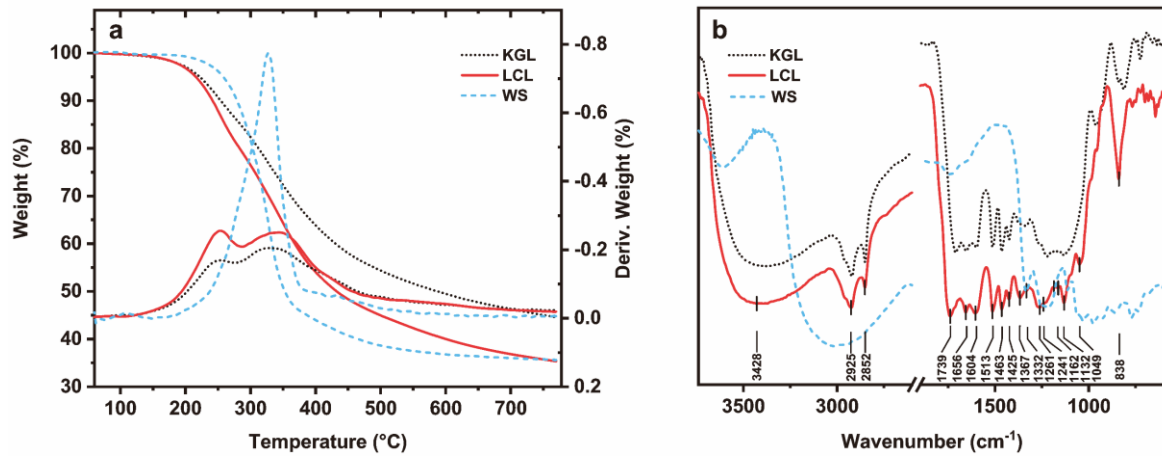 a
KGL
LCL
WS
100
90
80
70
60
50
40
30
Weight (%)
100 200 300 400 500 600 700
Temperature (°C)
-0.8
-0.6
-0.4
-0.2
0.0
0.2
Deriv. Weight (%)
b
KGL
LCL
WS
3428
2925
2852
1739
1656
1604
1513
1463
1425
1367
1332
1261
1241
1162
1132
1049
838
3500 3000 1500 1000
Wavenumber (cm⁻¹)